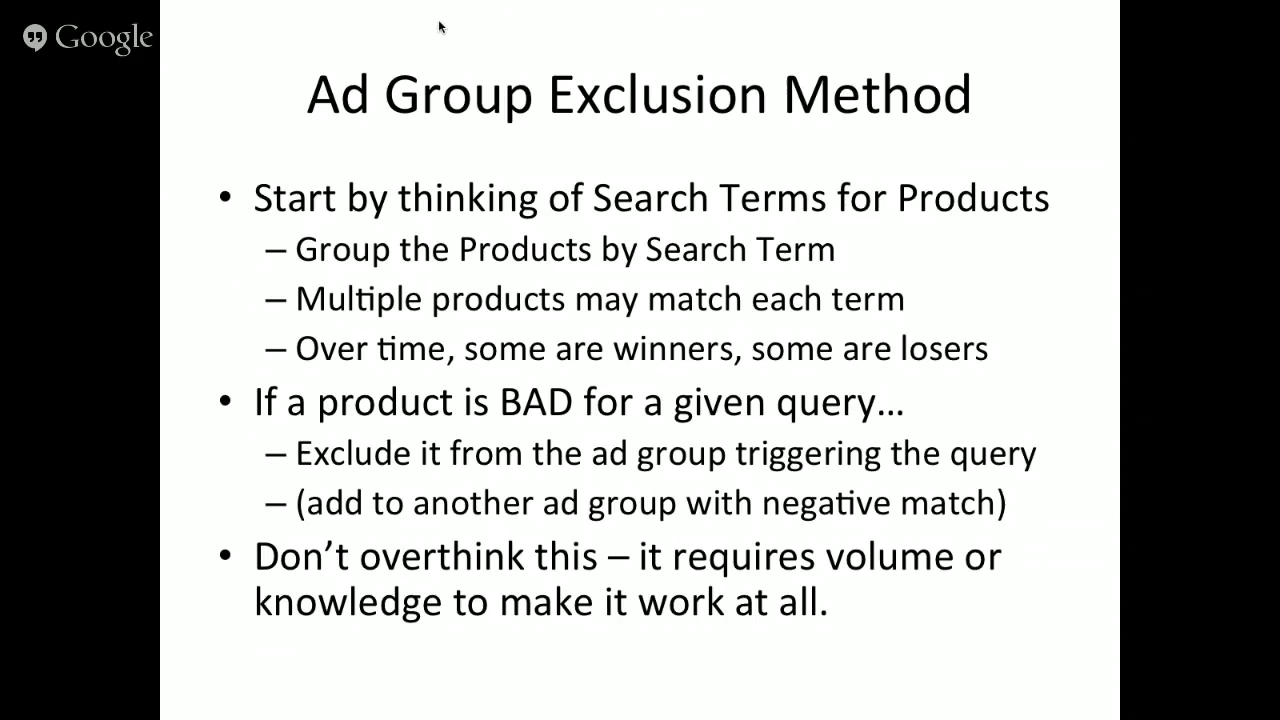 Google
Ad Group Exclusion Method
• Start by thinking of Search Terms for Products
– Group the Products by Search Term
– Multiple products may match each term
– Over time, some are winners, some are losers
• If a product is BAD for a given query…
– Exclude it from the ad group triggering the query
– (add to another ad group with negative match)
• Don’t overthink this – it requires volume or
knowledge to make it work at all.